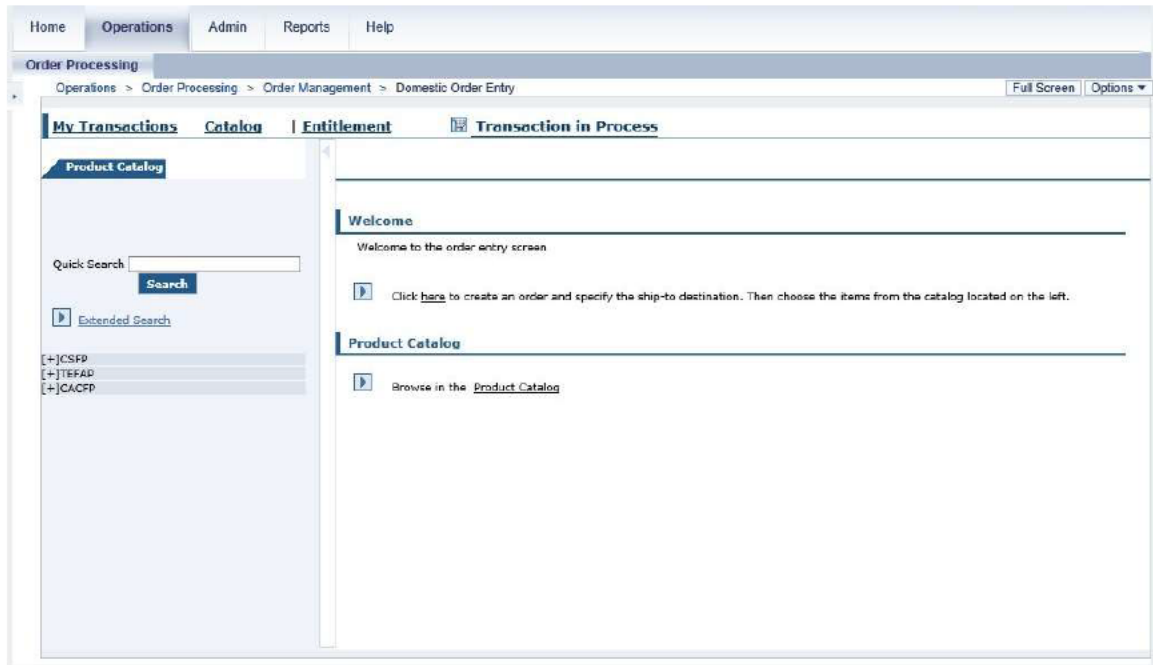 Home Operations Admin Reports Help
Order Processing
Operations > Order Processing > Order Management > Domestic Order Entry Full Screen Options
My Transactions Catalog | Entitlement Transaction in Process
Product Catalog
Quick Search
Search
Extended Search
[+]CSFP
[+]TEFAP
[+]CACFP
Welcome
Welcome to the order entry screen
Click here to create an order and specify the ship-to destination. Then choose the items from the catalog located on the left.
Product Catalog
Browse in the Product Catalog